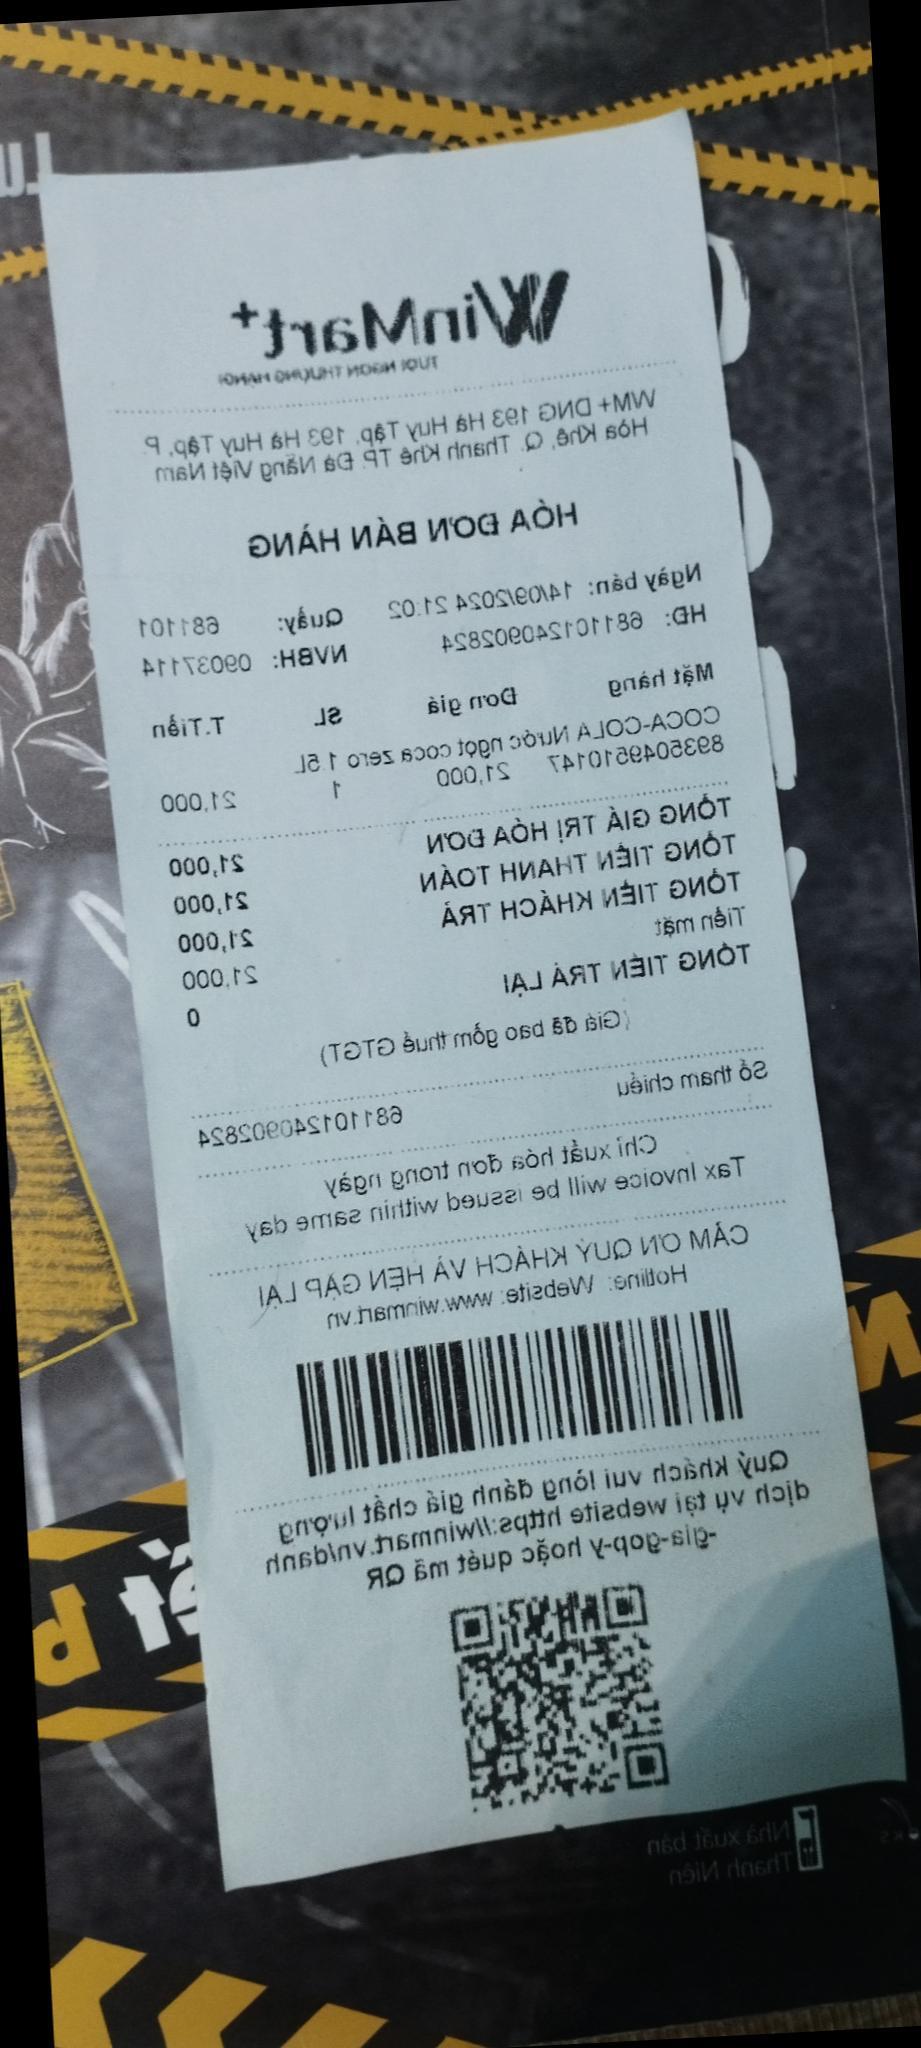 WinMart+
TƯƠI NGON THƯỢNG HẠNG!
WM+ DNG 193 Hà Huy Tập, 193 Hà Huy Tập, P.
Hòa Khê, Q. Thanh Khê TP. Đà Nẵng Việt Nam
HÓA ĐƠN BÁN HÀNG
Ngày bán: 14/09/2024 21:02 Quầy: 681101
HD: 68110124090902824 NVBH: 09037114
Mặt hàng Đơn giá SL T.Tiền
COCA-COLA Nước ngọt coca zero 1.5L
8935049510147 21,000 1 21,000
TỔNG GIÁ TRỊ HÓA ĐƠN 21,000
TỔNG TIỀN THANH TOÁN 21,000
TỔNG TIỀN KHÁCH TRẢ 21,000
Tiền mặt 21,000
TỔNG TIỀN TRẢ LẠI 0
(Giá đã bao gồm thuế GTGT)
Số tham chiếu 68110124090902824
Chỉ xuất hóa đơn trong ngày
Tax Invoice will be issued within same day
CẢM ƠN QUÝ KHÁCH VÀ HẸN GẶP LẠI
Hotline: Website: www.winmart.vn
Quý khách vui lòng đánh giá chất lượng
dịch vụ tại website https://winmart.vn/danh
-gia-gop-y hoặc quét mã QR
Nhà xuất bản
Thanh Niên